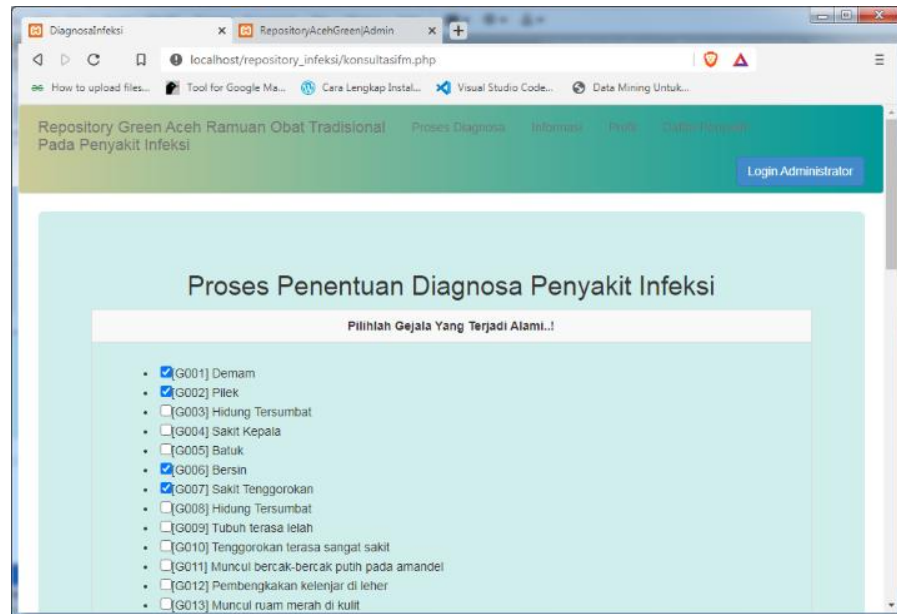 DiagnosaInfeksi
RepositoryAcehGreen|Admin
localhost/repository_infeksi/konsultasifm.php
How to upload files...
Tool for Google Ma...
Cara Lengkap Instal...
Visual Studio Code...
Data Mining Untuk...
Repository Green Aceh Ramuan Obat Tradisional
Pada Penyakit Infeksi
Proses Diagnosa
Informasi
Profil
Login Administrator
Proses Penentuan Diagnosa Penyakit Infeksi
Pilihlah Gejala Yang Terjadi Alami..!
[G001] Demam
[G002] Pilek
[G003] Hidung Tersumbat
[G004] Sakit Kepala
[G005] Batuk
[G006] Bersin
[G007] Sakit Tenggorokan
[G008] Hidung Tersumbat
[G009] Tubuh terasa lelah
[G010] Tenggorokan terasa sangat sakit
[G011] Muncul bercak-bercak putih pada amandel
[G012] Pembengkakan kelenjar di leher
[G013] Muncul ruam merah di kulit